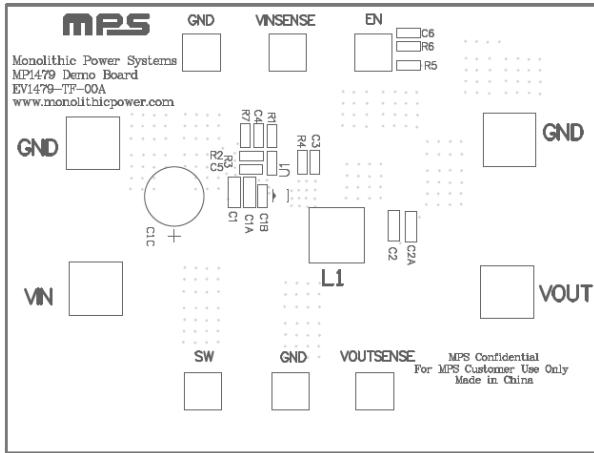 MPS
Monolithic Power Systems
MP1479 Demo Board
EV1479-TF-00A
www.monolithicpower.com
GND
VINSENSE
EN
C6
R6
R5
GND
GND
R7
C4
R1
R2
R3
C5
U1
R4
C3
C1
C1A
C1B
C1C
+
L1
C2
C2A
VIN
VOUT
SW
GND
VOUTSENSE
MPS Confidential
For MPS Customer Use Only
Made in China